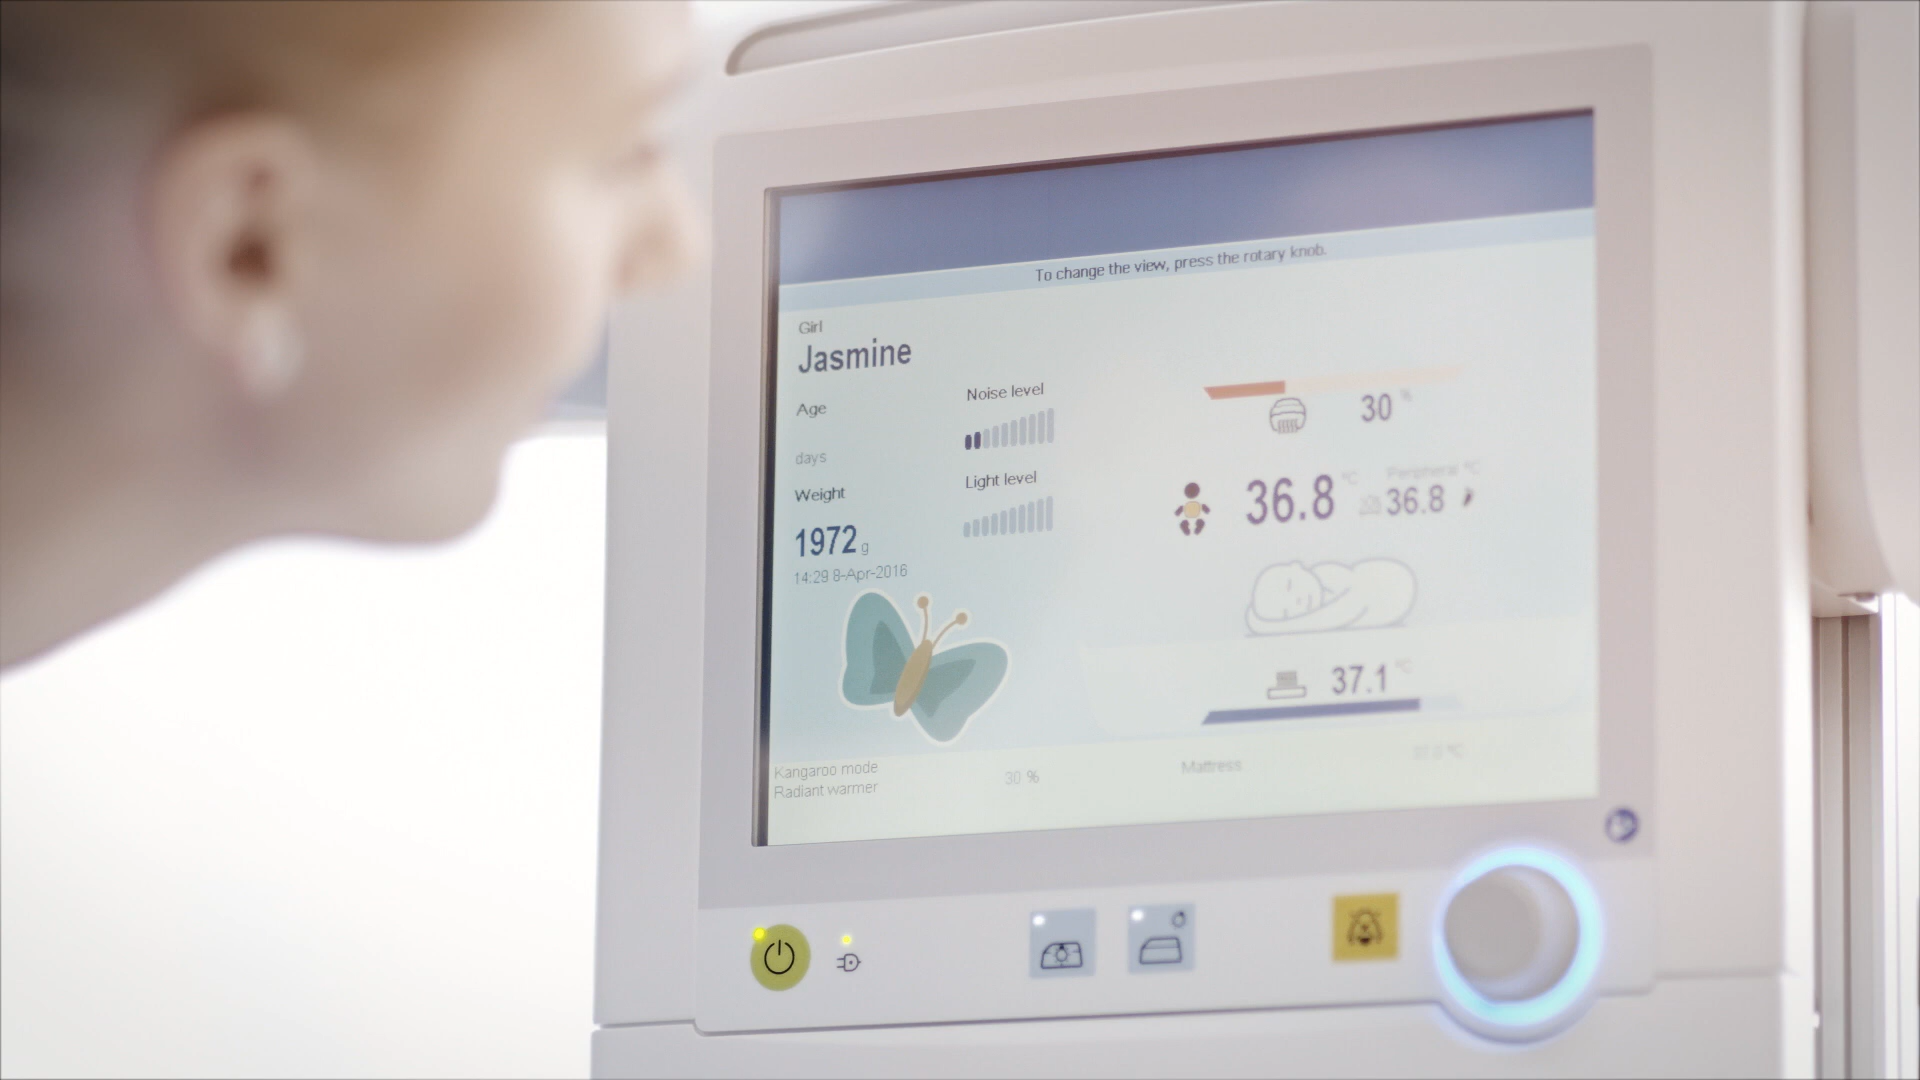 To change the view, press the rotary knob.
Girl
Jasmine
Age
days
Weight
1972 g
14:29 8-Apr-2016
Noise level
Light level
30 %
36.8 °C
Peripheral °C
36.8
37.1 °C
Kangaroo mode
Radiant warmer
30 %
Mattress